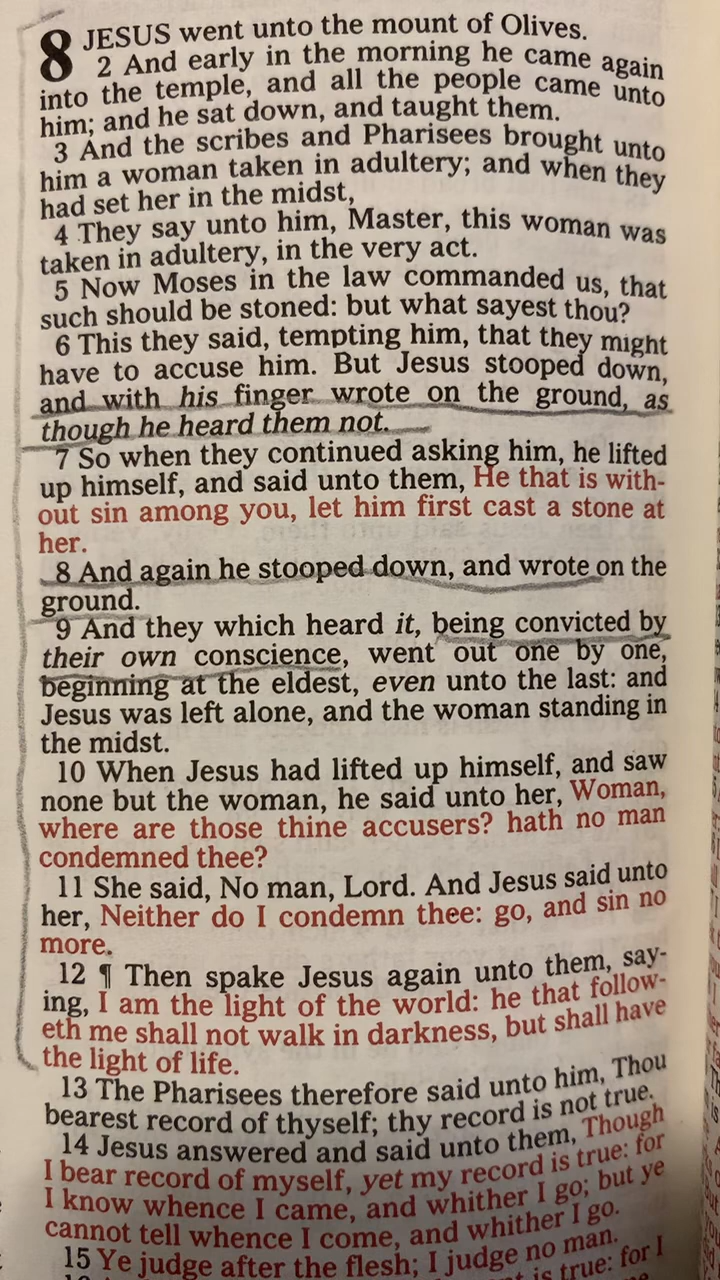 8 JESUS went unto the mount of Olives.
2 And early in the morning he came again
into the temple, and all the people came unto
him; and he sat down, and taught them.
3 And the scribes and Pharisees brought unto
him a woman taken in adultery; and when they
had set her in the midst,
4 They say unto him, Master, this woman was
taken in adultery, in the very act.
5 Now Moses in the law commanded us, that
such should be stoned: but what sayest thou?
6 This they said, tempting him, that they might
have to accuse him. But Jesus stooped down,
and with his finger wrote on the ground, as
though he heard them not.
7 So when they continued asking him, he lifted
up himself, and said unto them, He that is with-
out sin among you, let him first cast a stone at
her.
8 And again he stooped down, and wrote on the
ground.
9 And they which heard it, being convicted by
their own conscience, went out one by one,
beginning at the eldest, even unto the last: and
Jesus was left alone, and the woman standing in
the midst.
10 When Jesus had lifted up himself, and saw
none but the woman, he said unto her, Woman,
where are those thine accusers? hath no man
condemned thee?
11 She said, No man, Lord. And Jesus said unto
her, Neither do I condemn thee: go, and sin no
more.
12 ¶ Then spake Jesus again unto them, say-
ing, I am the light of the world: he that follow-
eth me shall not walk in darkness, but shall have
the light of life.
13 The Pharisees therefore said unto him, Thou
bearest record of thyself; thy record is not true.
14 Jesus answered and said unto them, Though
I bear record of myself, yet my record is true: for
I know whence I came, and whither I go; but ye
cannot tell whence I come, and whither I go.
15 Ye judge after the flesh; I judge no man.
is true: for I